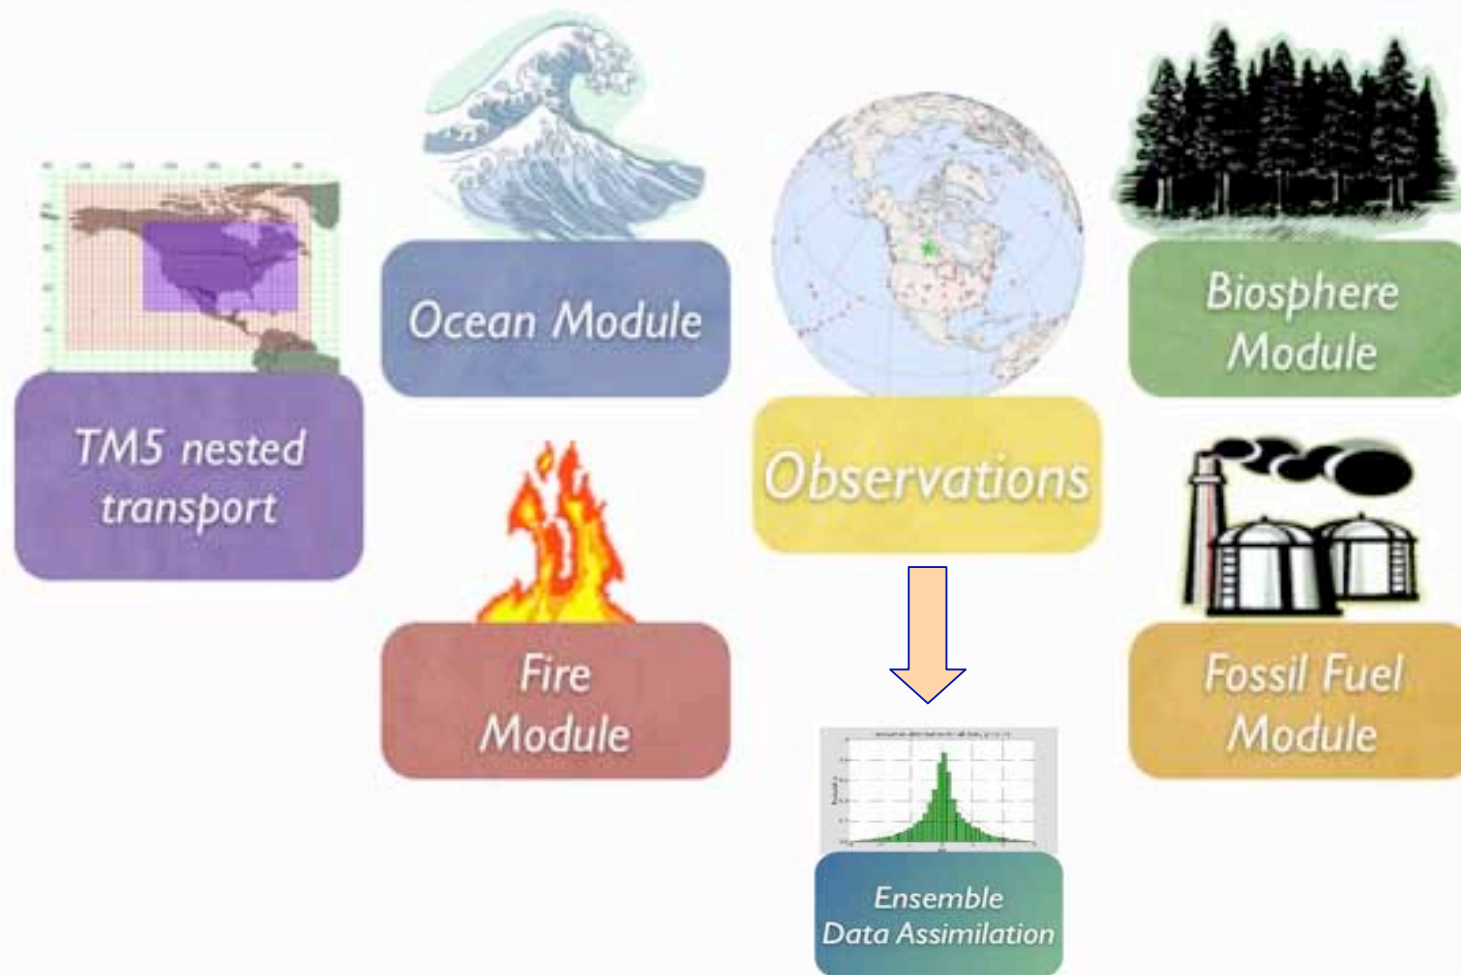 TM5 nested
transport
Ocean Module
Fire
Module
Observations
Biosphere
Module
Fossil Fuel
Module
Ensemble
Data Assimilation